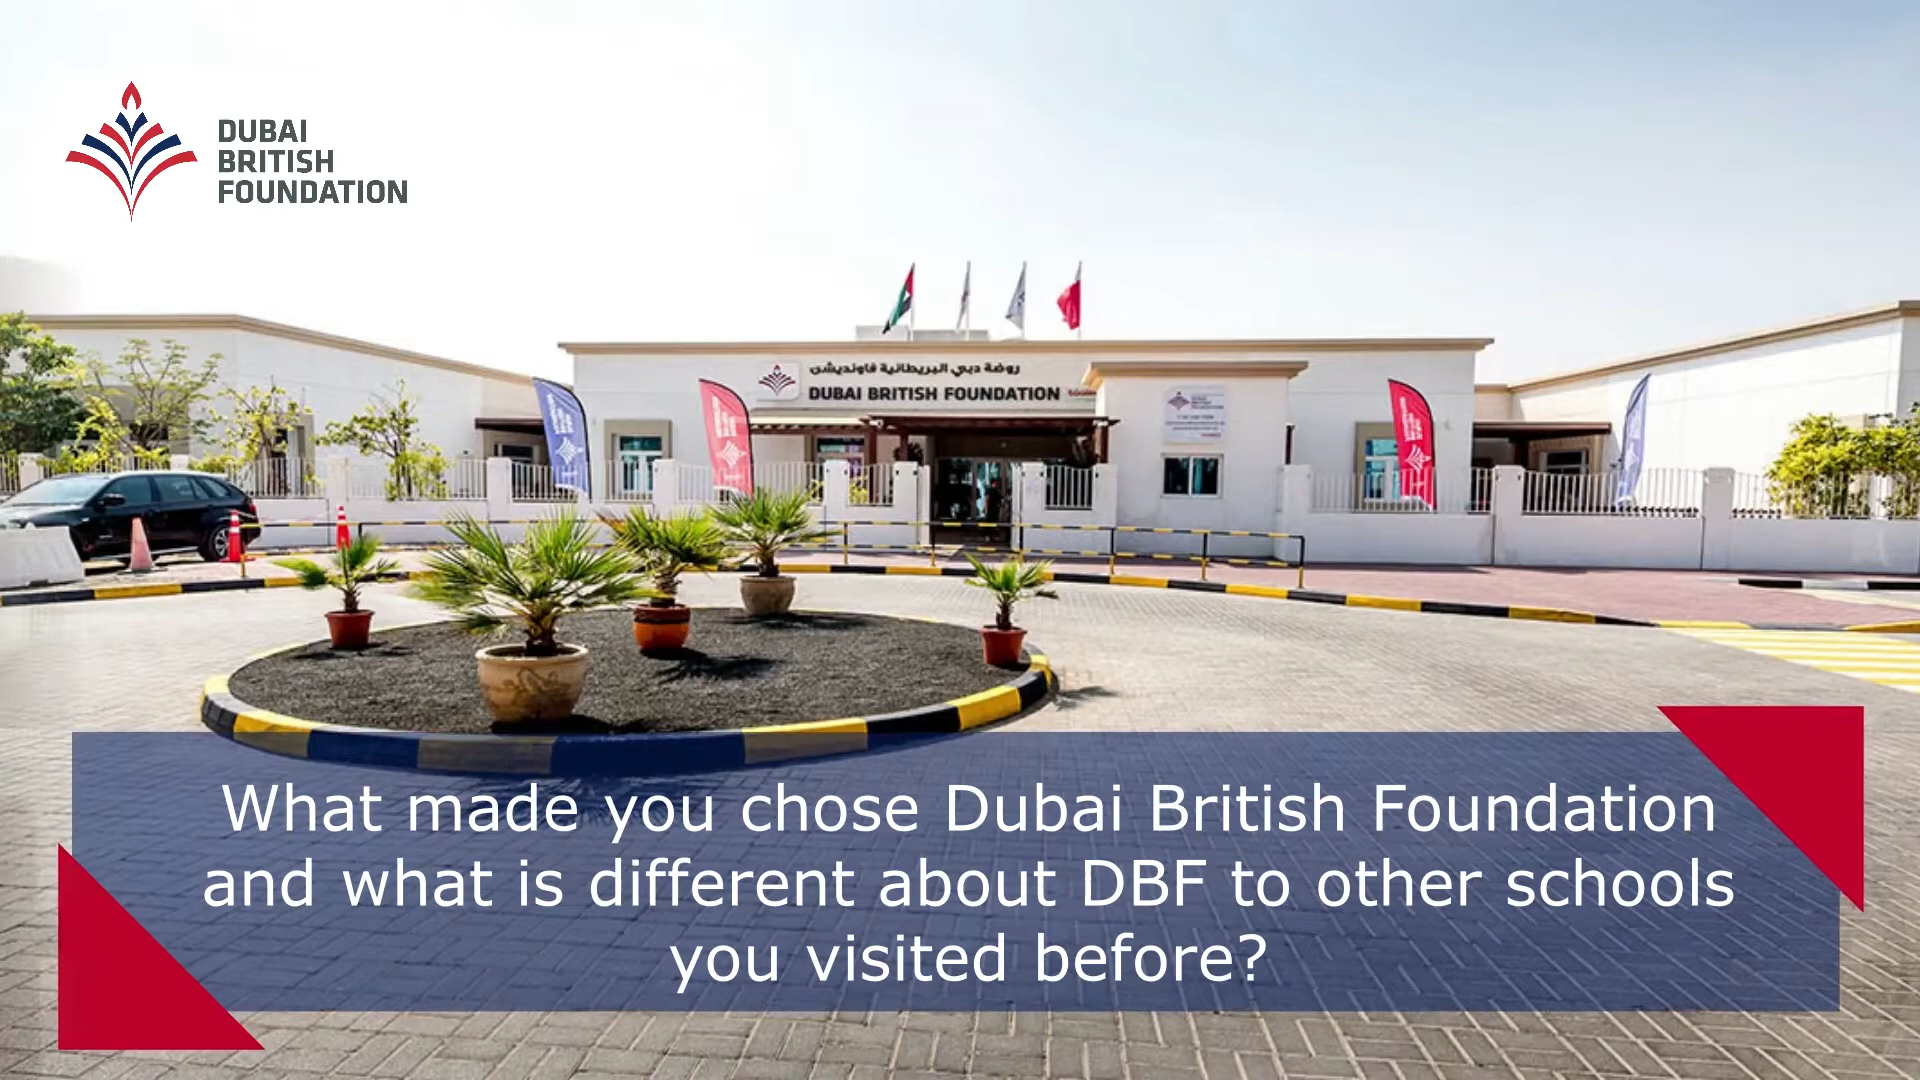 DUBAI
BRITISH
FOUNDATION
روضة دبي البريطانية فاونديشن
DUBAI BRITISH FOUNDATION
What made you chose Dubai British Foundation
and what is different about DBF to other schools
you visited before?